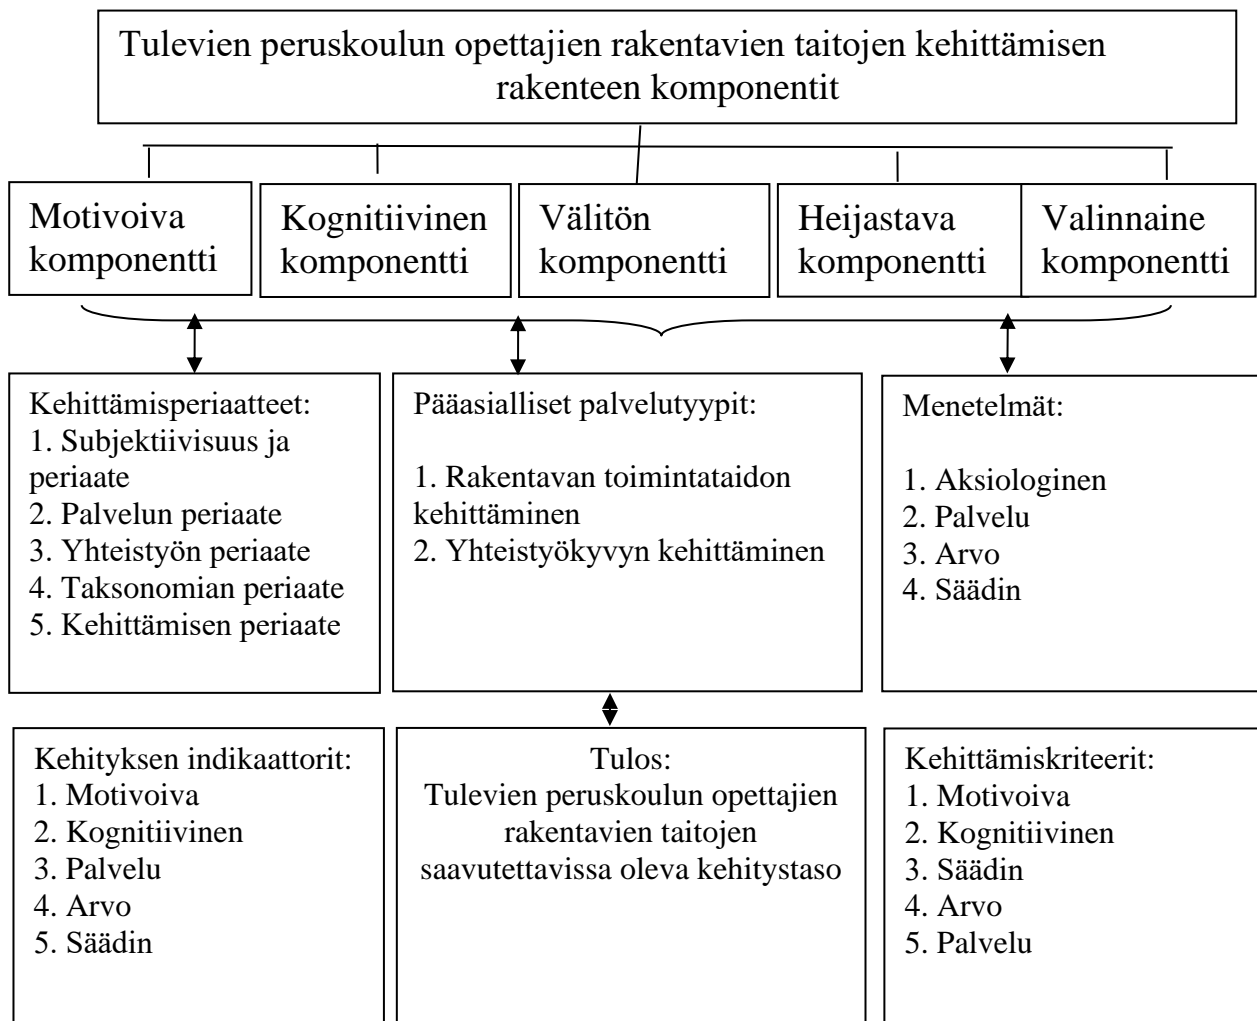 Tulevien peruskoulun opettajien rakentavien taitojen kehittämisen
rakenteen komponentit
Motivoiva
komponentti
Kognitiivinen
komponentti
Välitön
komponentti
Heijastava
komponentti
Valinnaine
komponentti
Kehittämisperiaatteet:
1. Subjektiivisuus ja
periaate
2. Palvelun periaate
3. Yhteistyön periaate
4. Taksonomian periaate
5. Kehittämisen periaate
Pääasialliset palvelutyypit:
1. Rakentavan toimintataidon
kehittäminen
2. Yhteistyökyvyn kehittäminen
Menetelmät:
1. Aksiologinen
2. Palvelu
3. Arvo
4. Säädin
Kehityksen indikaattorit:
1. Motivoiva
2. Kognitiivinen
3. Palvelu
4. Arvo
5. Säädin
Tulos:
Tulevien peruskoulun opettajien
rakentavien taitojen
saavutettavissa oleva kehitystaso
Kehittämiskriteerit:
1. Motivoiva
2. Kognitiivinen
3. Säädin
4. Arvo
5. Palvelu